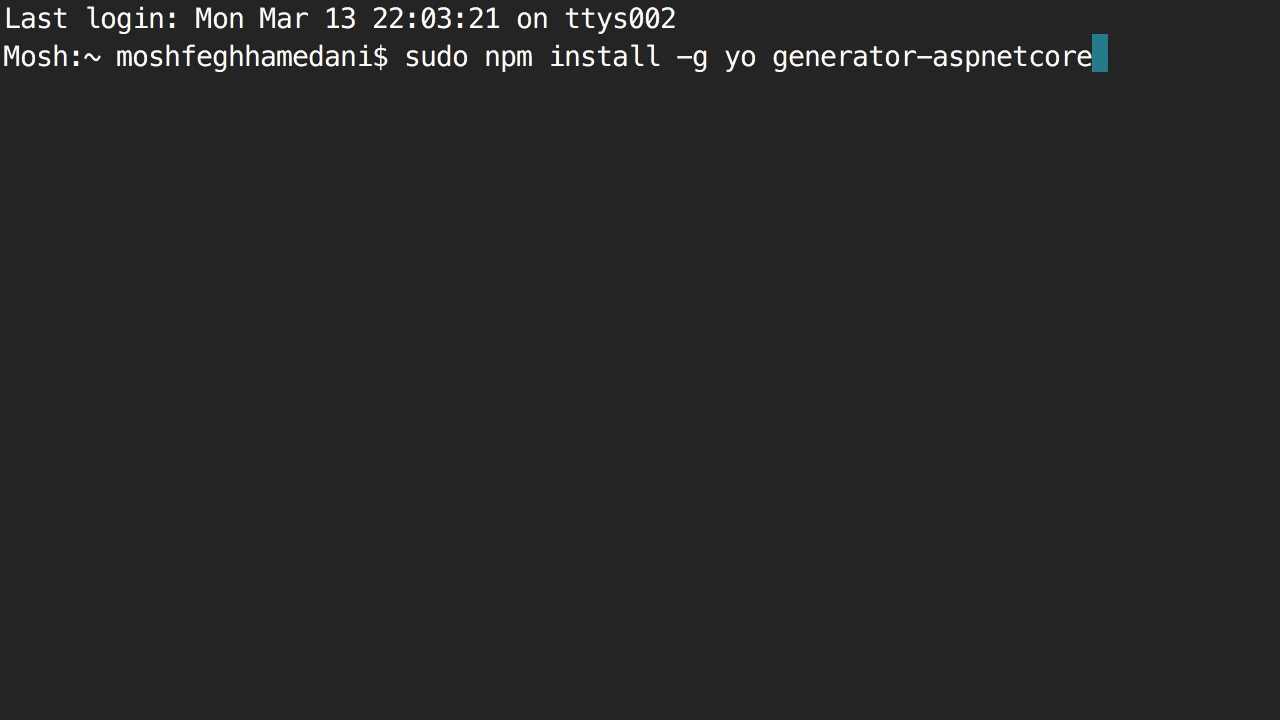 Last login: Mon Mar 13 22:03:21 on ttys002
Mosh:~ moshfeghhamedani$ sudo npm install -g yo generator-aspnetcore